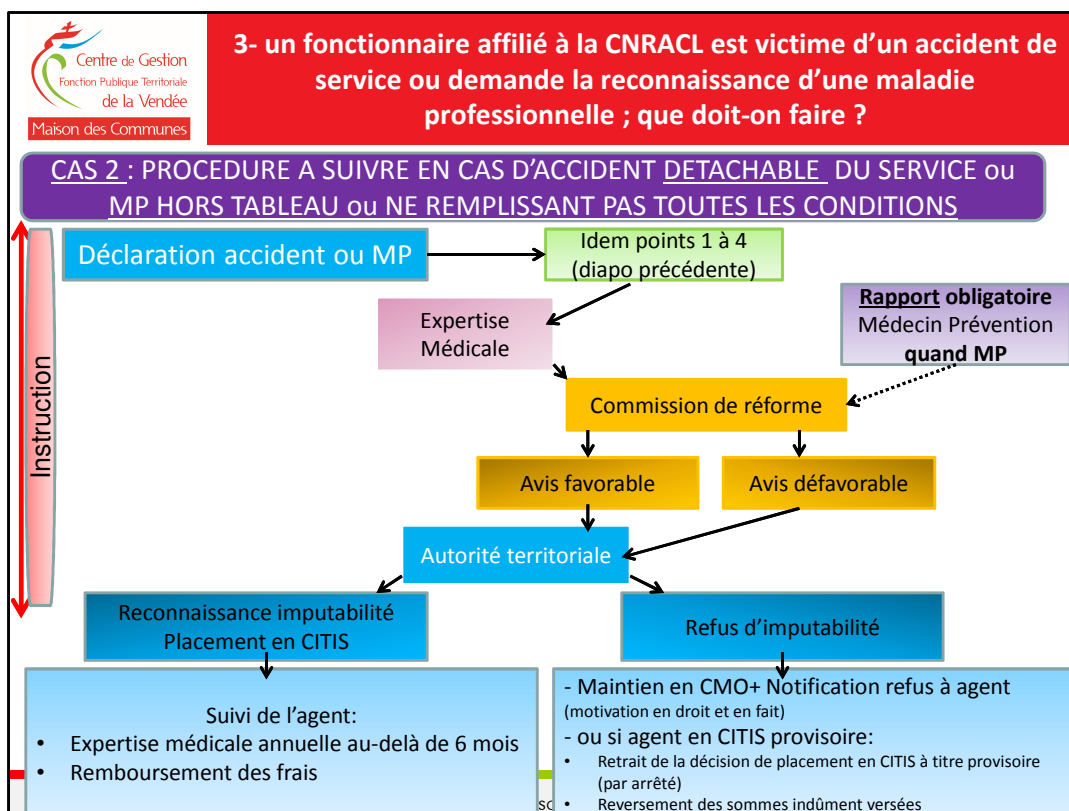 Centre de Gestion
Fonction Publique Territoriale
de la Vendée
Maison des Communes
3- un fonctionnaire affilié à la CNRACL est victime d'un accident de
service ou demande la reconnaissance d'une maladie
professionnelle ; que doit-on faire ?
CAS 2 : PROCEDURE A SUIVRE EN CAS D'ACCIDENT DETACHABLE DU SERVICE ou
MP HORS TABLEAU ou NE REMPLISSANT PAS TOUTES LES CONDITIONS
Instruction
Déclaration accident ou MP
Idem points 1 à 4
(diapo précédente)
Expertise
Médicale
Rapport obligatoire
Médecin Prévention
quand MP
Commission de réforme
Avis favorable
Avis défavorable
Autorité territoriale
Reconnaissance imputabilité
Placement en CITIS
Refus d'imputabilité
Suivi de l'agent:
• Expertise médicale annuelle au-delà de 6 mois
• Remboursement des frais
- Maintien en CMO+ Notification refus à agent
(motivation en droit et en fait)
- ou si agent en CITIS provisoire:
• Retrait de la décision de placement en CITIS à titre provisoire
(par arrêté)
• Reversement des sommes indûment versées